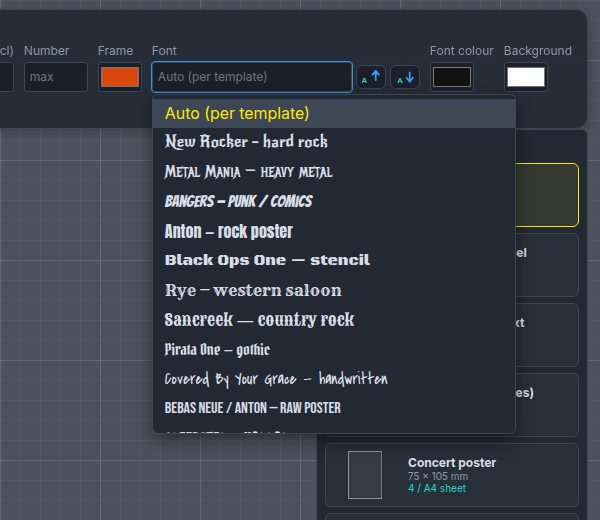 cl) Number Frame Font Font colour Background
max Auto (per template) A A
Auto (per template)
New Rocker – hard rock
METAL MANIA — HEAVY METAL
BANGERS – PUNK / COMICS
Anton – rock poster
Black Ops One — stencil
Rye – western saloon
Sancreek — country rock
Pirata One – gothic
Covered By Your Grace – handwritten
BEBAS NEUE / ANTON – RAW POSTER
el
xt
es)
Concert poster
75 × 105 mm
4 / A4 sheet